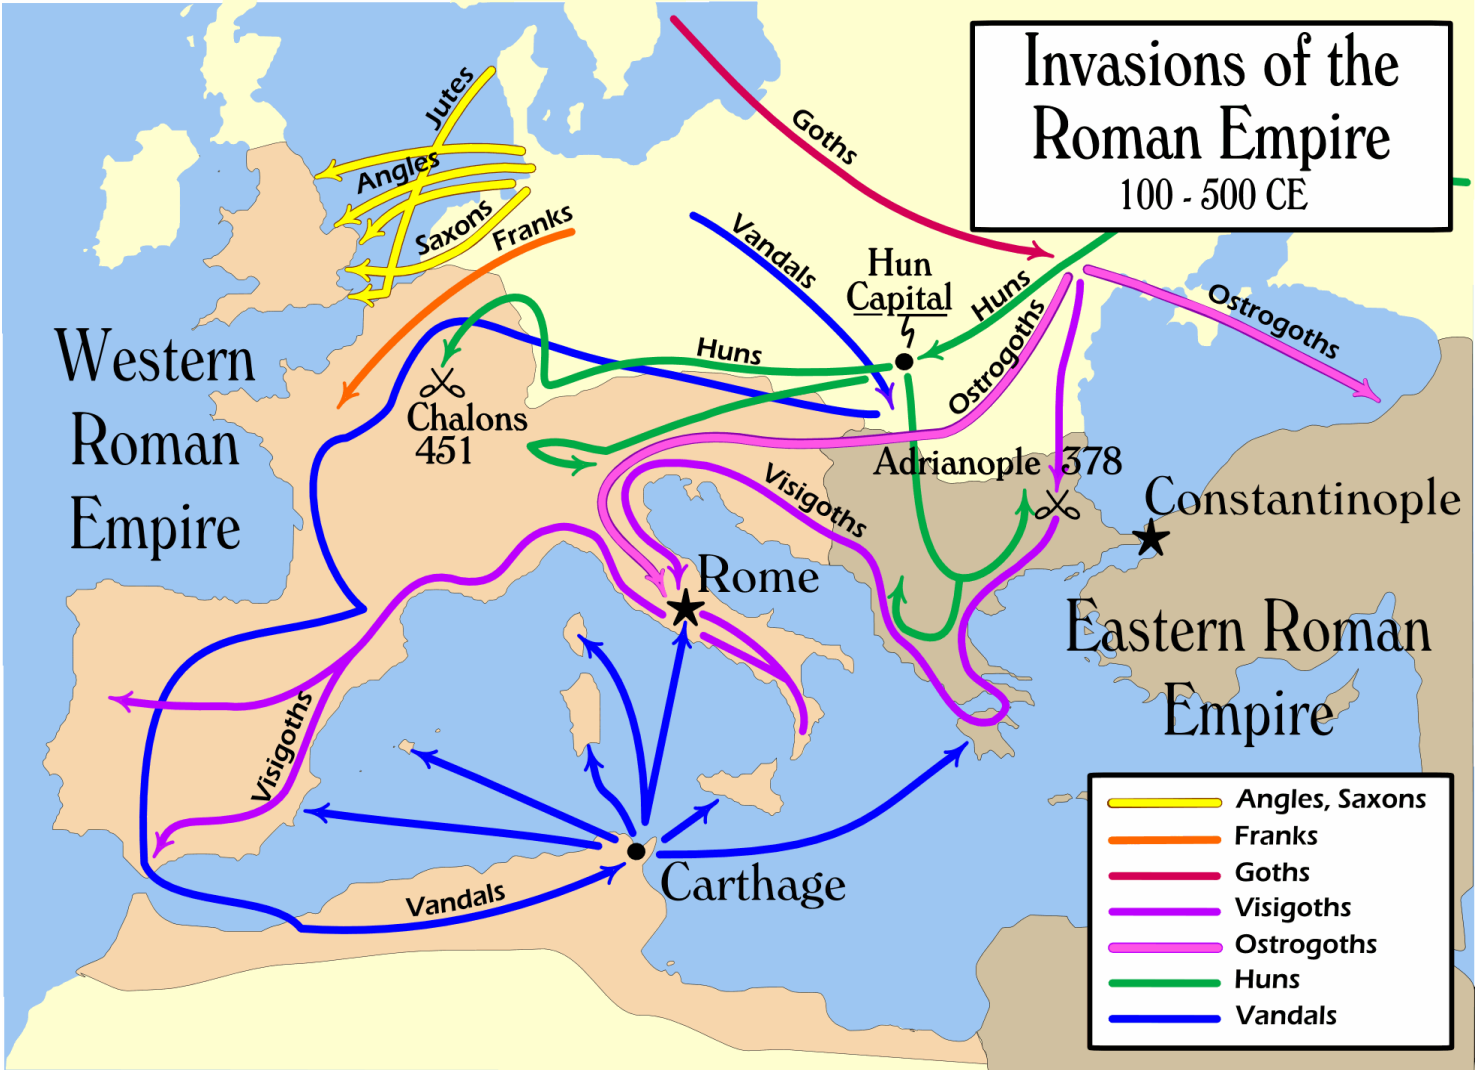 Invasions of the
Roman Empire
100 - 500 CE
Jutes
Angles
Saxons
Franks
Goths
Vandals
Hun
Capital
Huns
Ostrogoths
Ostrogoths
Huns
Western
Roman
Empire
Chalons
451
Adrianople 378
Constantinople
Visigoths
Rome
Eastern Roman
Empire
Visigoths
Carthage
Vandals
Angles, Saxons
Franks
Goths
Visigoths
Ostrogoths
Huns
Vandals